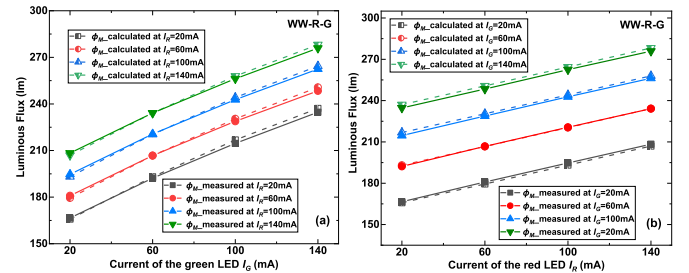 (a)
WW-R-G
ϕM_calculated at IR=20mA
ϕM_calculated at IR=60mA
ϕM_calculated at IR=100mA
ϕM_calculated at IR=140mA
ϕM_measured at IR=20mA
ϕM_measured at IR=60mA
ϕM_measured at IR=100mA
ϕM_measured at IR=140mA
(a)
300
270
240
210
180
150
Luminous Flux (lm)
20
60
100
140
Current of the green LED IG (mA)
WW-R-G
ϕM_calculated at IG=20mA
ϕM_calculated at IG=60mA
ϕM_calculated at IG=100mA
ϕM_calculated at IG=140mA
ϕM_measured at IG=20mA
ϕM_measured at IG=60mA
ϕM_measured at IG=100mA
ϕM_measured at IG=20mA
(b)
300
270
240
210
180
150
Luminous Flux (lm)
20
60
100
140
Current of the red LED IR (mA)